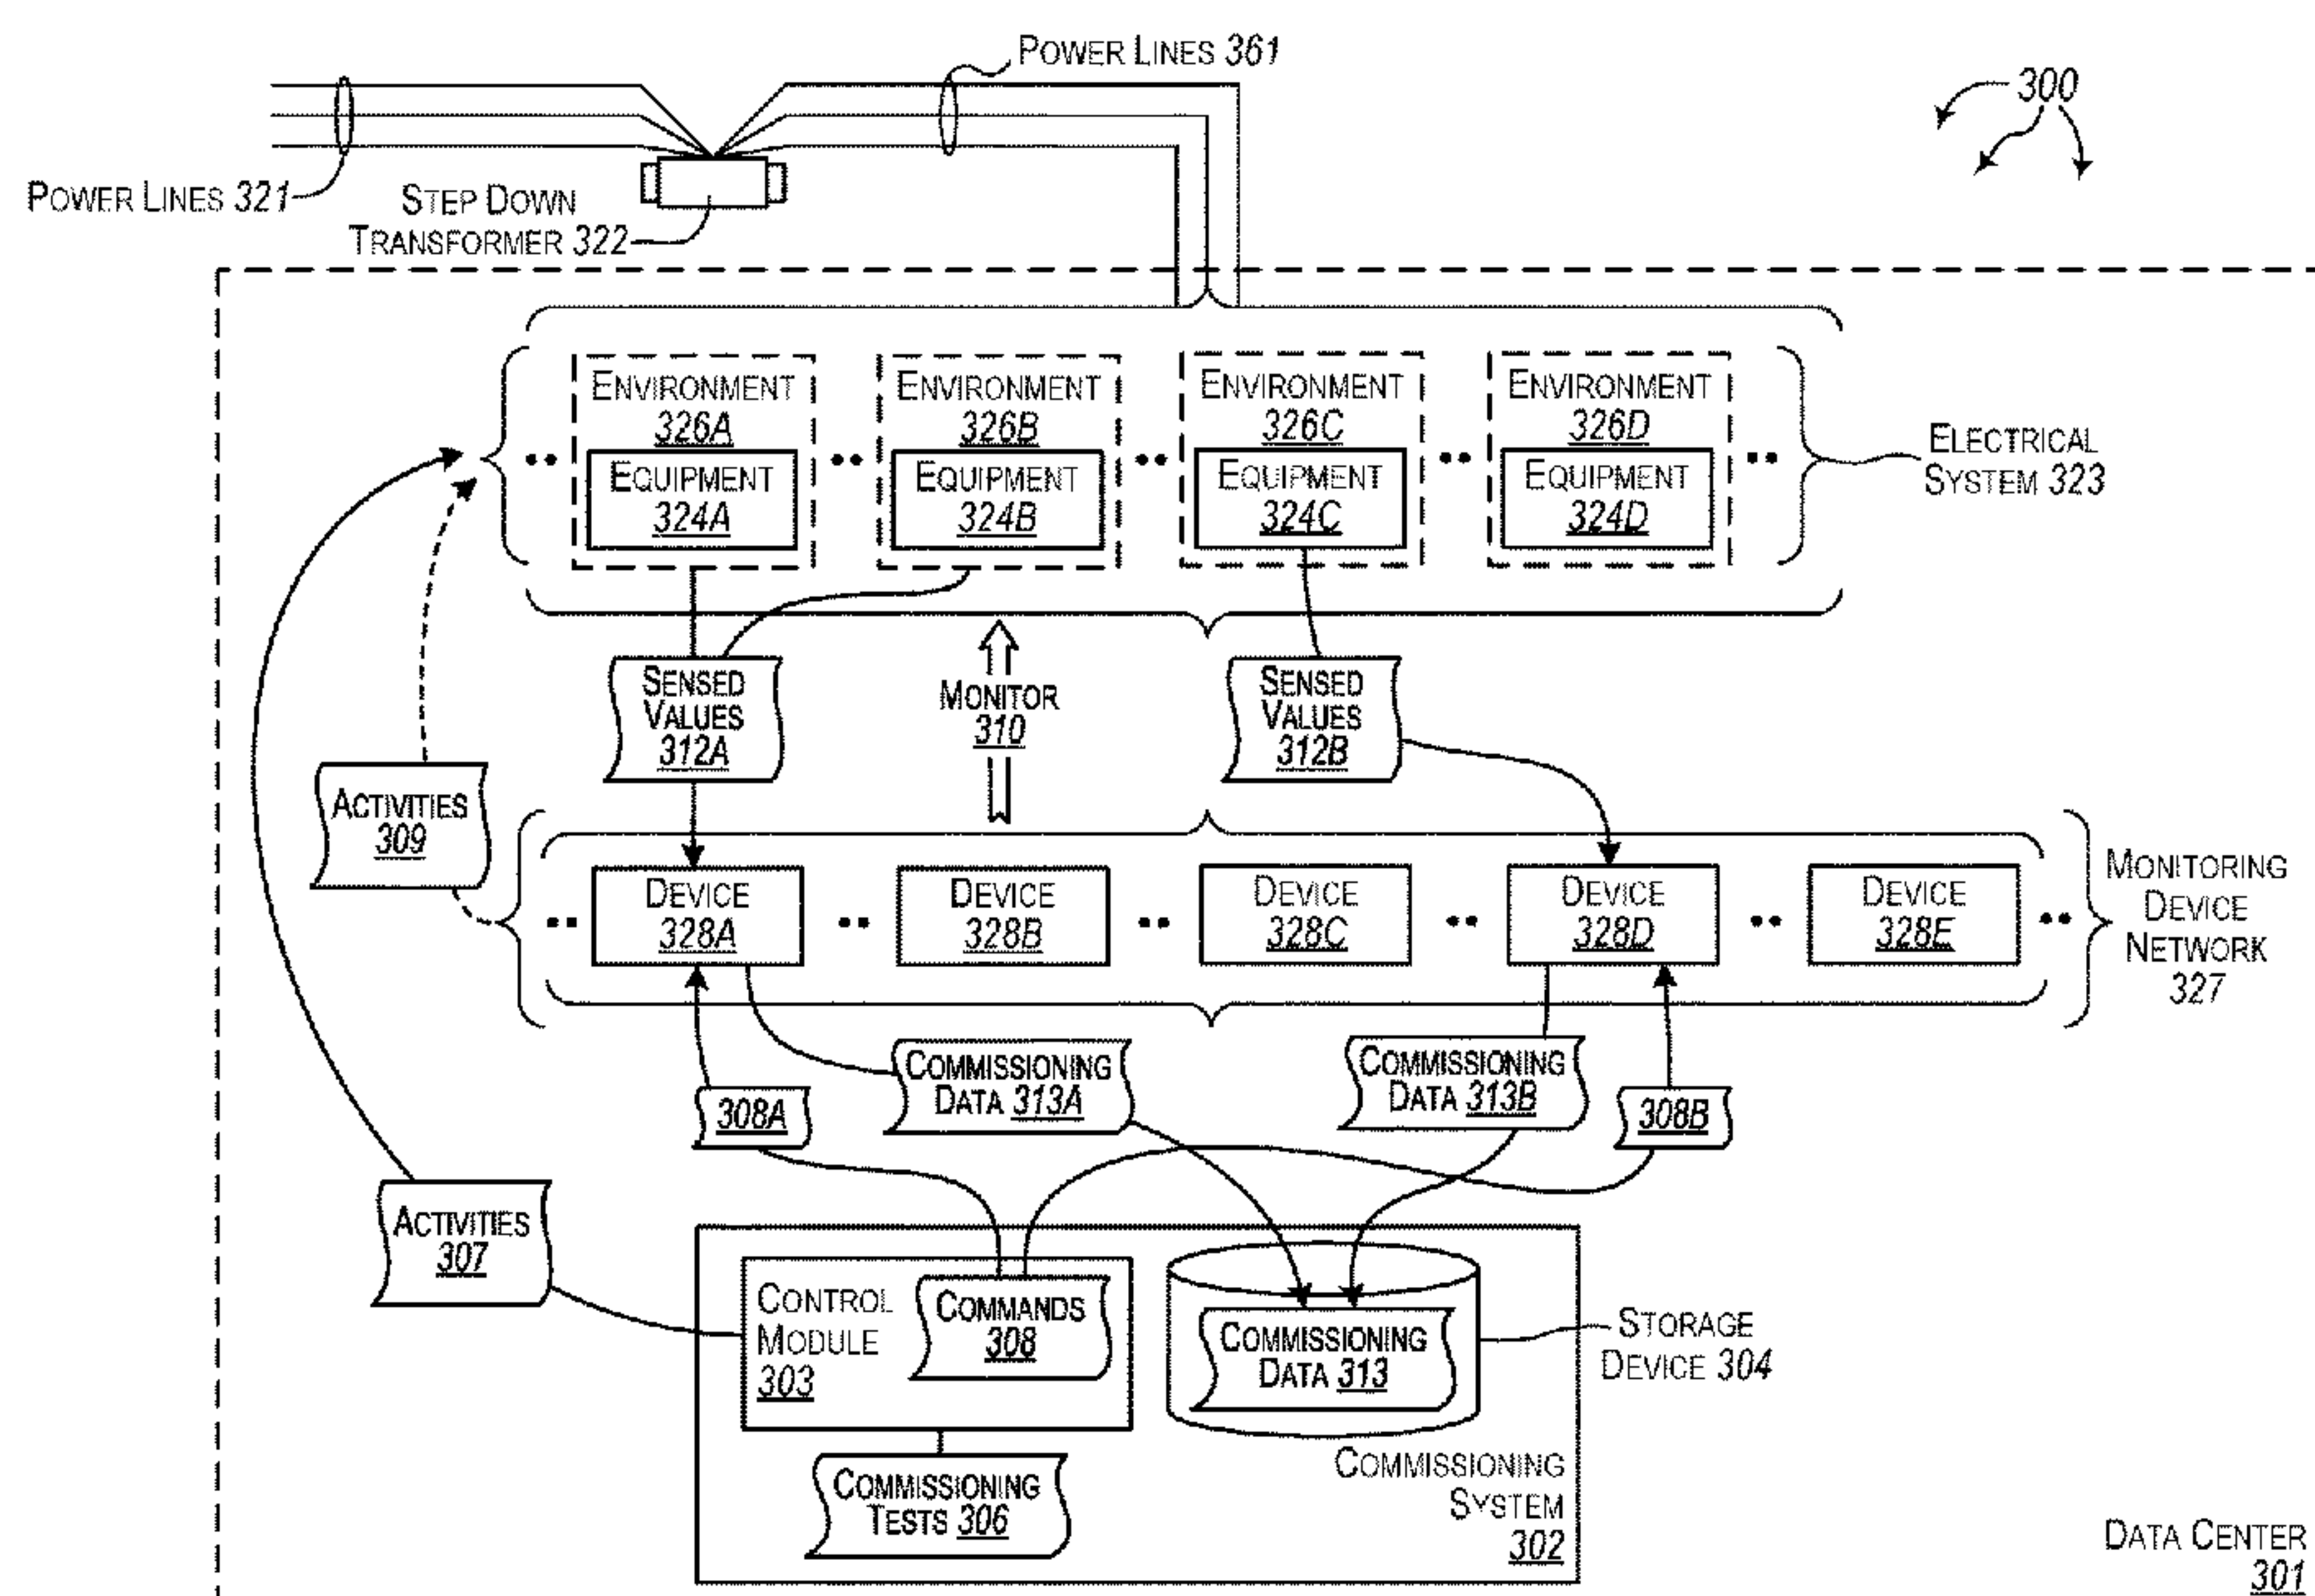 POWER LINES 361
300
POWER LINES 321
STEP DOWN
TRANSFORMER 322
ENVIRONMENT
326A
EQUIPMENT
324A
ENVIRONMENT
326B
EQUIPMENT
324B
ENVIRONMENT
326C
EQUIPMENT
324C
ENVIRONMENT
326D
EQUIPMENT
324D
ELECTRICAL
SYSTEM 323
SENSED
VALUES
312A
MONITOR
310
SENSED
VALUES
312B
ACTIVITIES
309
DEVICE
328A
DEVICE
328B
DEVICE
328C
DEVICE
328D
DEVICE
328E
MONITORING
DEVICE
NETWORK
327
308A
COMMISSIONING
DATA 313A
COMMISSIONING
DATA 313B
308B
ACTIVITIES
307
CONTROL
MODULE
303
COMMANDS
308
COMMISSIONING
DATA 313
STORAGE
DEVICE 304
COMMISSIONING
TESTS 306
COMMISSIONING
SYSTEM
302
DATA CENTER
301